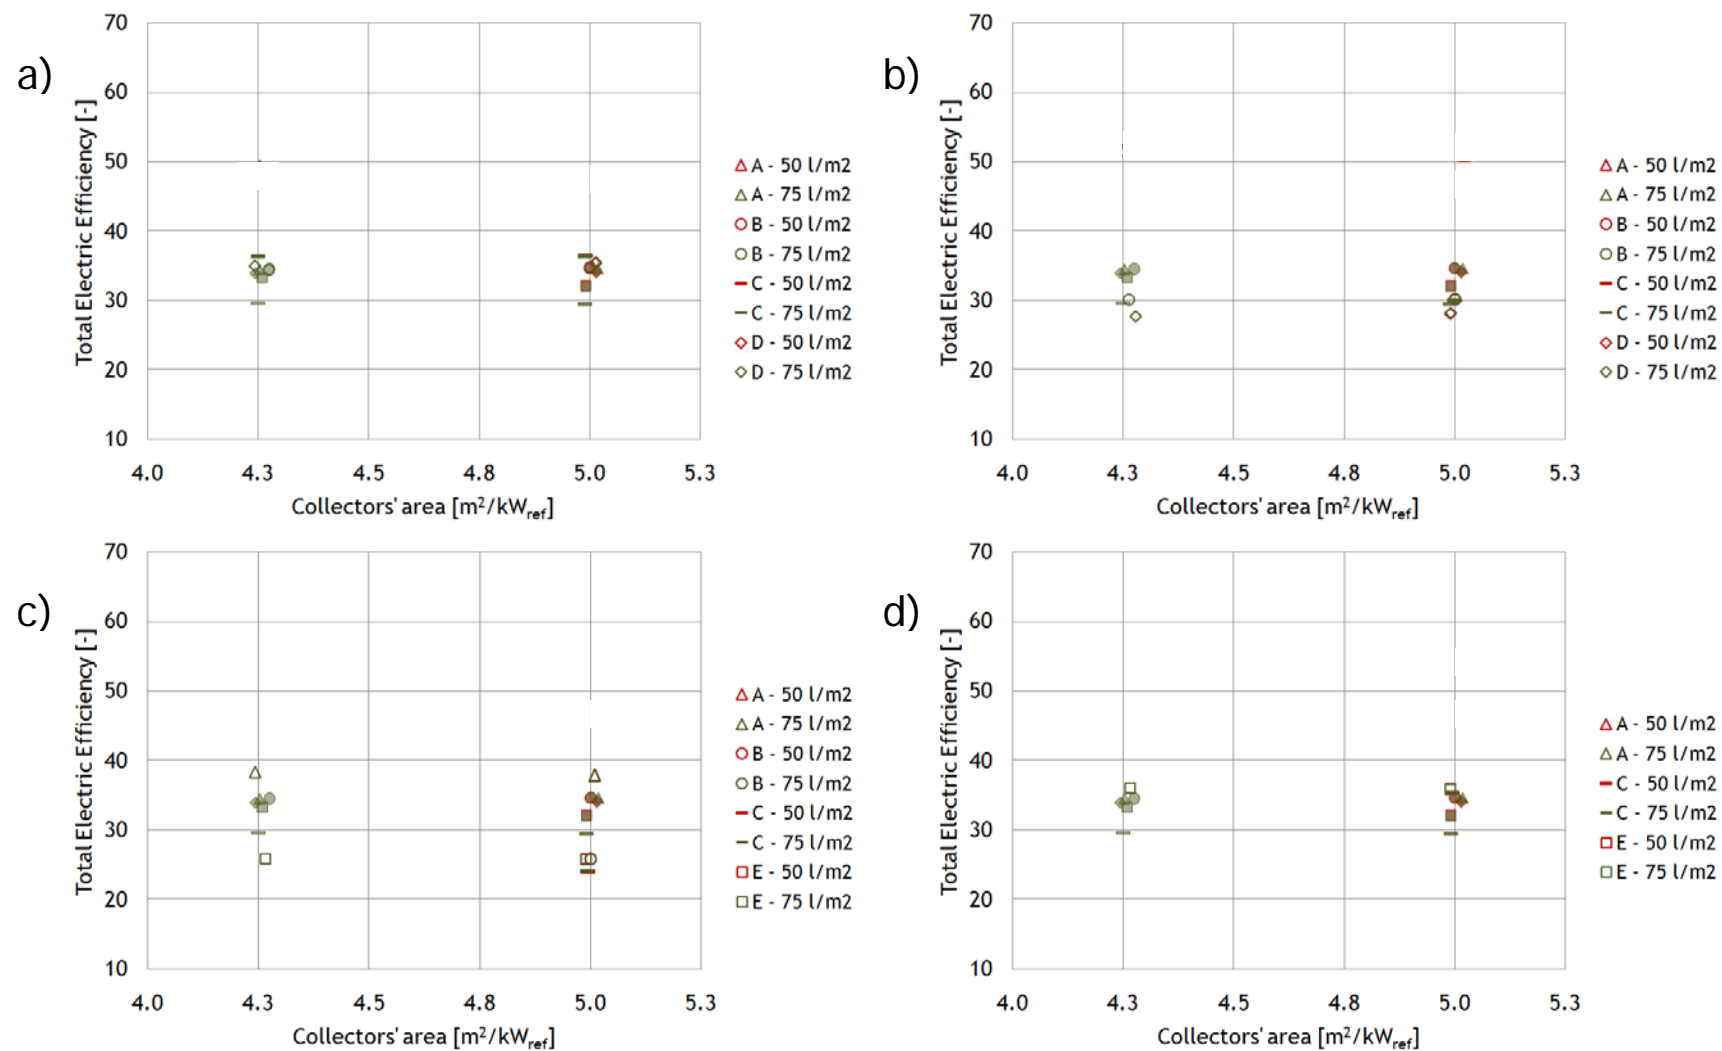 a)
70
60
50
40
30
20
10
Total Electric Efficiency [-]
4.0 4.3 4.5 4.8 5.0 5.3
Collectors' area [m²/kWref]
A - 50 l/m2
A - 75 l/m2
B - 50 l/m2
B - 75 l/m2
C - 50 l/m2
C - 75 l/m2
D - 50 l/m2
D - 75 l/m2
b)
70
60
50
40
30
20
10
Total Electric Efficiency [-]
4.0 4.3 4.5 4.8 5.0 5.3
Collectors' area [m²/kWref]
A - 50 l/m2
A - 75 l/m2
B - 50 l/m2
B - 75 l/m2
C - 50 l/m2
C - 75 l/m2
D - 50 l/m2
D - 75 l/m2
c)
70
60
50
40
30
20
10
Total Electric Efficiency [-]
4.0 4.3 4.5 4.8 5.0 5.3
Collectors' area [m²/kWref]
A - 50 l/m2
A - 75 l/m2
B - 50 l/m2
B - 75 l/m2
C - 50 l/m2
C - 75 l/m2
E - 50 l/m2
E - 75 l/m2
d)
70
60
50
40
30
20
10
Total Electric Efficiency [-]
4.0 4.3 4.5 4.8 5.0 5.3
Collectors' area [m²/kWref]
A - 50 l/m2
A - 75 l/m2
C - 50 l/m2
C - 75 l/m2
E - 50 l/m2
E - 75 l/m2